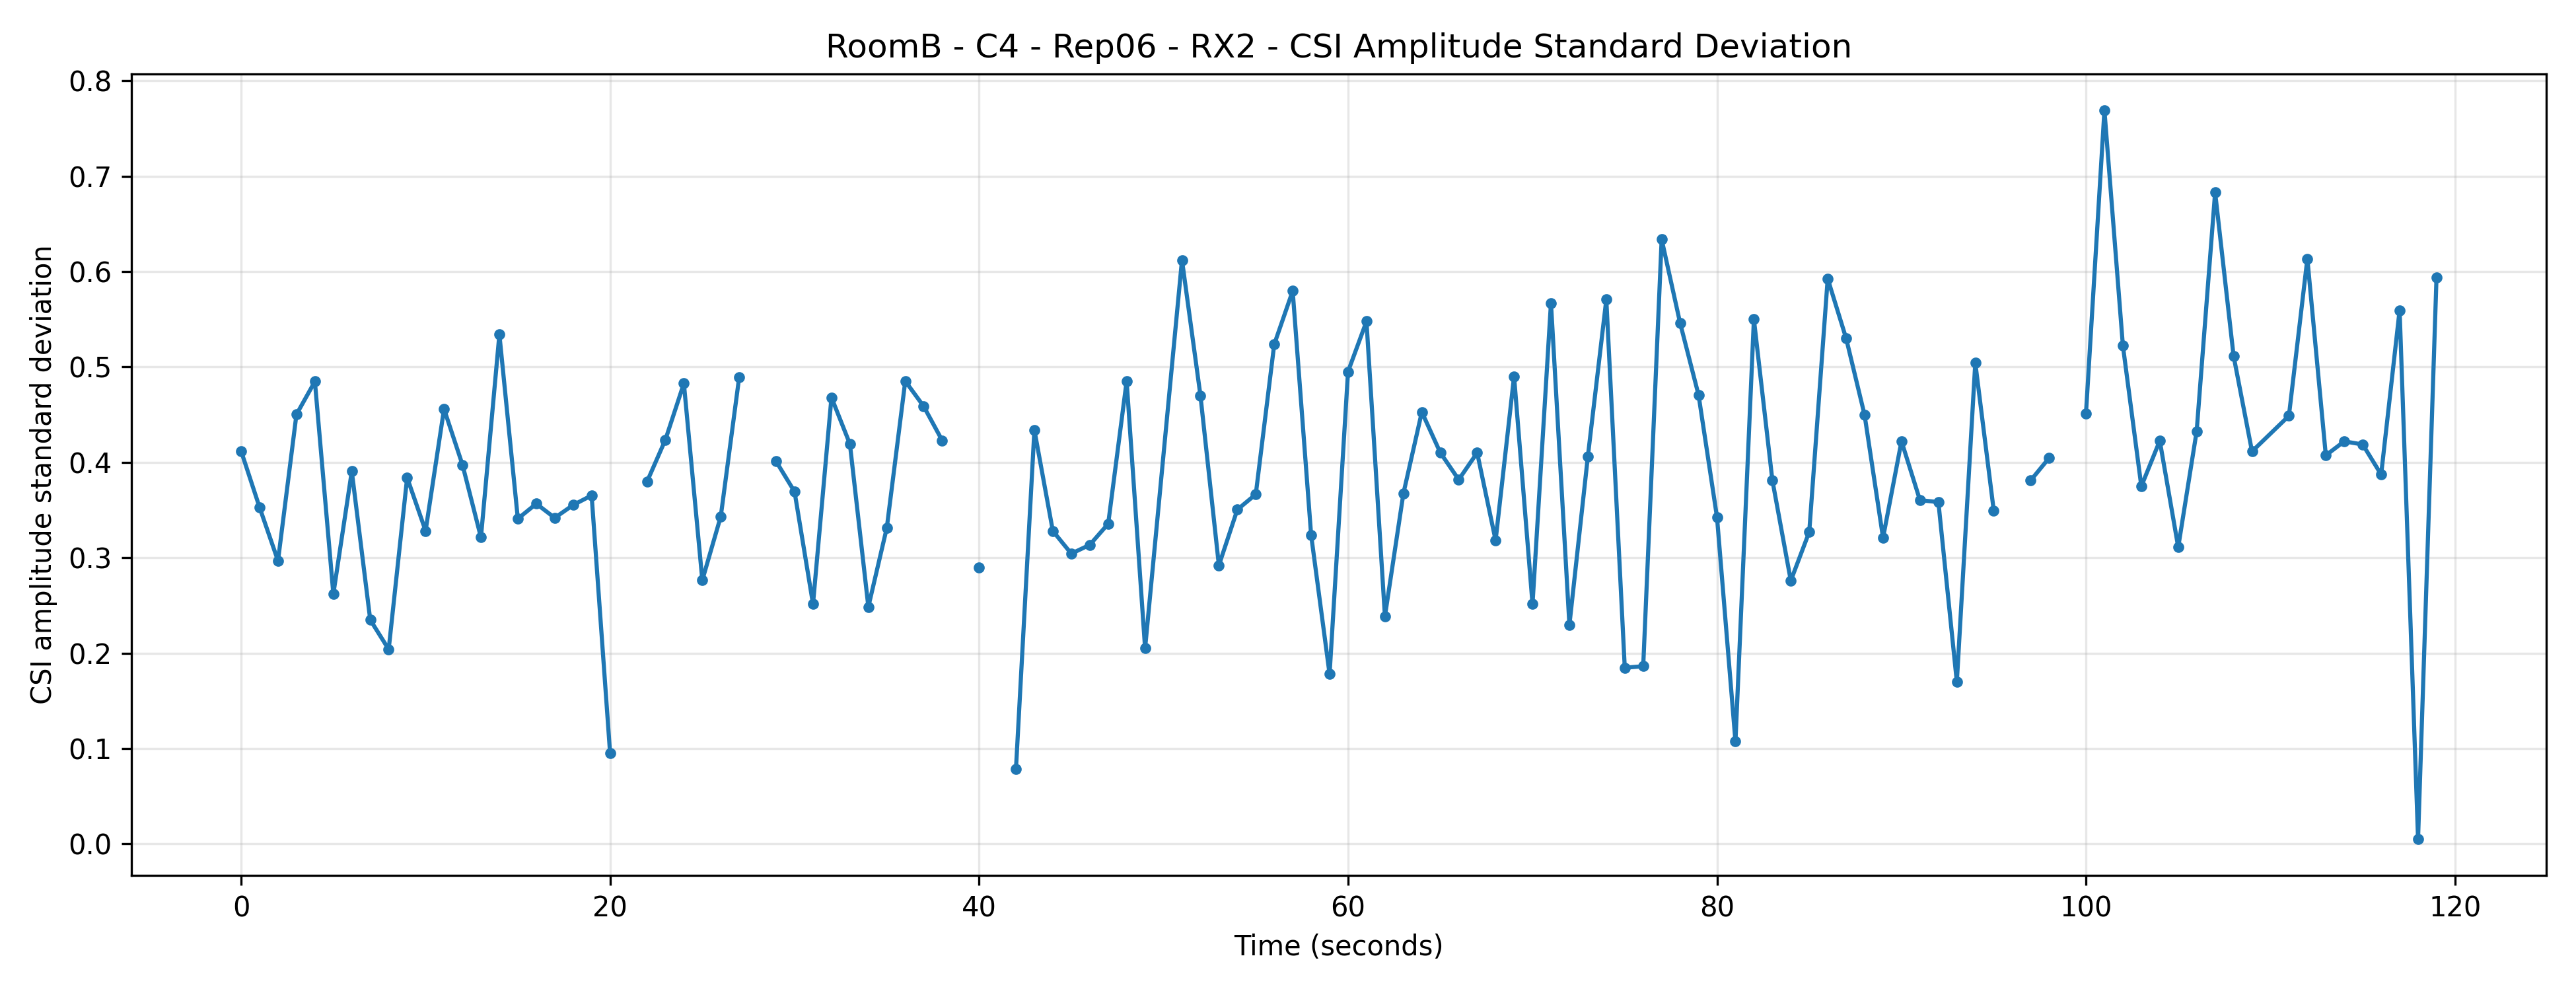 RoomB - C4 - Rep06 - RX2 - CSI Amplitude Standard Deviation
CSI amplitude standard deviation
0.8
0.7
0.6
0.5
0.4
0.3
0.2
0.1
0.0
0 20 40 60 80 100 120
Time (seconds)